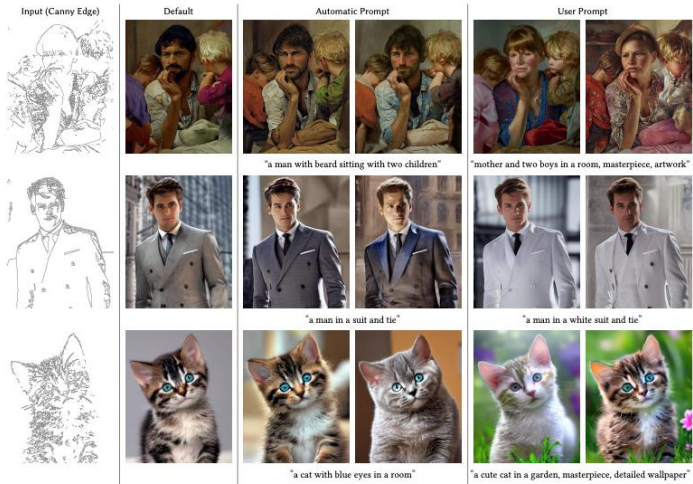 Input (Canny Edge) Default Automatic Prompt User Prompt
"a man with beard sitting with two children" "mother and two boys in a room, masterpiece, artwork"
"a man in a suit and tie" "a man in a white suit and tie"
"a cat with blue eyes in a room" "a cute cat in a garden, masterpiece, detailed wallpaper"